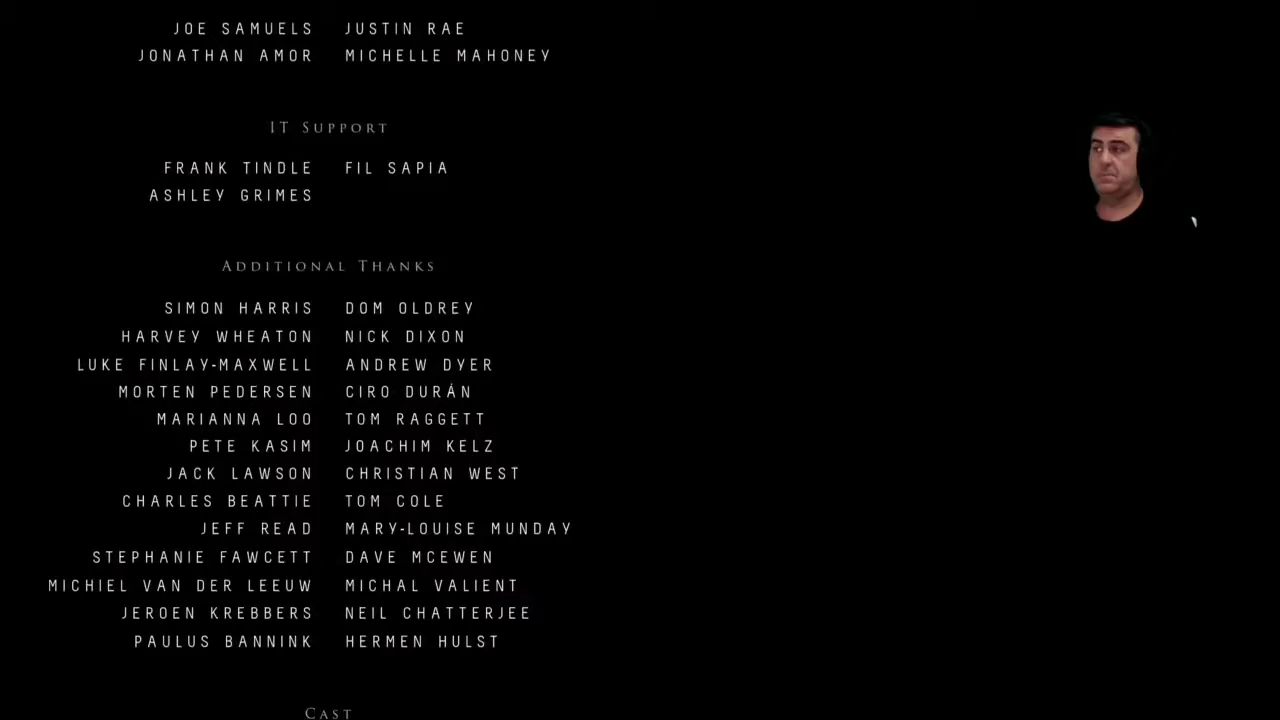 JOE SAMUELS JUSTIN RAE
JONATHAN AMOR MICHELLE MAHONEY
IT SUPPORT
FRANK TINDLE FIL SAPIA
ASHLEY GRIMES
ADDITIONAL THANKS
SIMON HARRIS DOM OLDREY
HARVEY WHEATON NICK DIXON
LUKE FINLAY-MAXWELL ANDREW DYER
MORTEN PEDERSEN CIRO DURÁN
MARIANNA LOO TOM RAGGETT
PETE KASIM JOACHIM KELZ
JACK LAWSON CHRISTIAN WEST
CHARLES BEATTIE TOM COLE
JEFF READ MARY-LOUISE MUNDAY
STEPHANIE FAWCETT DAVE MCEWEN
MICHIEL VAN DER LEEUW MICHAL VALIENT
JEROEN KREBBERS NEIL CHATTERJEE
PAULUS BANNINK HERMEN HULST
CAST